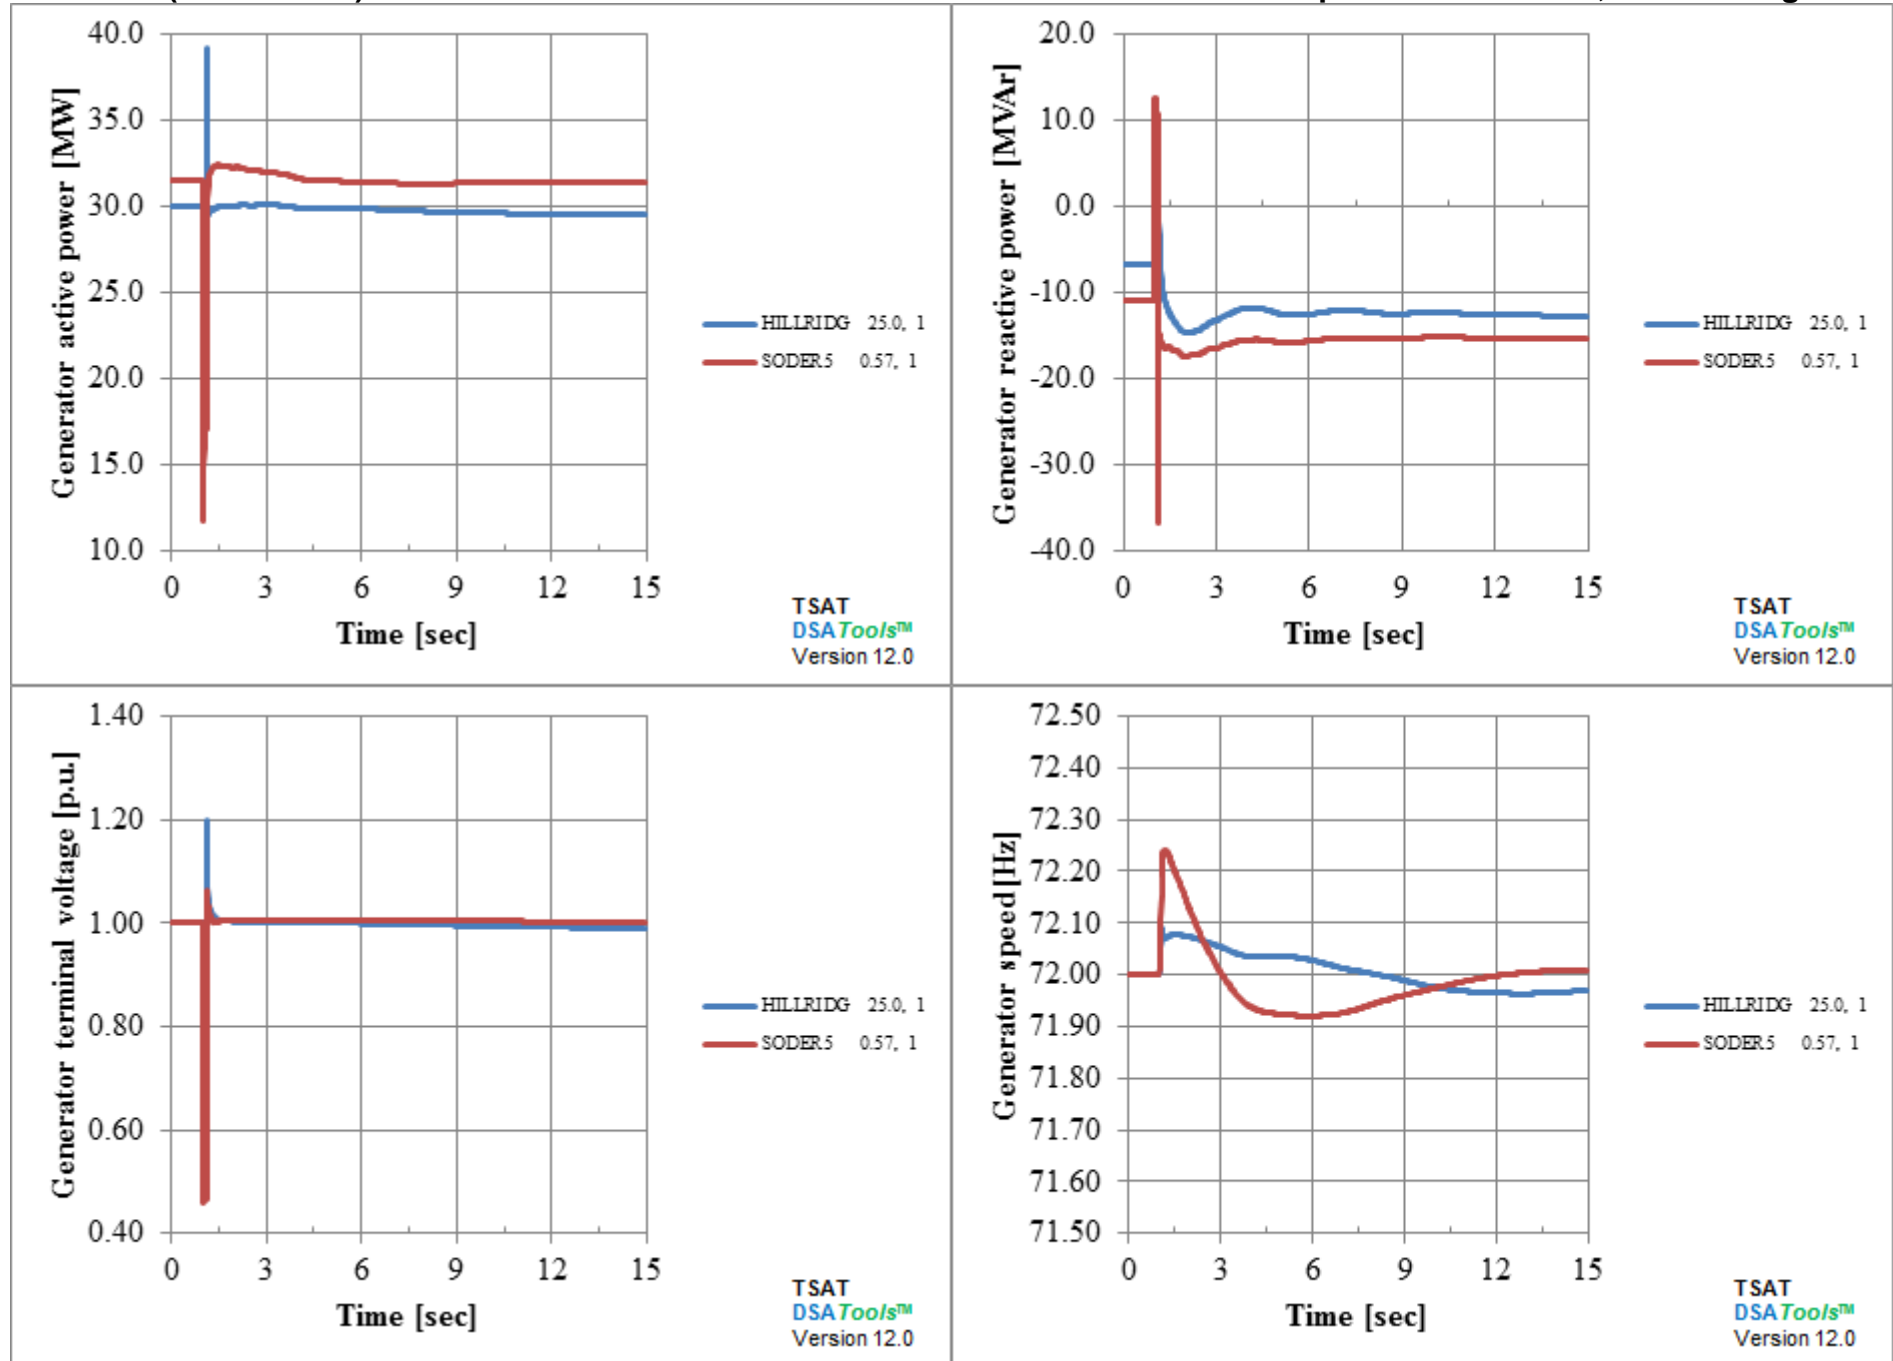 40.0
35.0
30.0
25.0
20.0
15.0
10.0
Generator active power [MW]
0 3 6 9 12 15
Time [sec]
HILLRIDG 25.0, 1
SODER5 0.57, 1
TSAT
DSATools™
Version 12.0
20.0
10.0
0.0
-10.0
-20.0
-30.0
-40.0
Generator reactive power [MVAr]
0 3 6 9 12 15
Time [sec]
HILLRIDG 25.0, 1
SODER5 0.57, 1
TSAT
DSATools™
Version 12.0
1.40
1.20
1.00
0.80
0.60
0.40
Generator terminal voltage [p.u.]
0 3 6 9 12 15
Time [sec]
HILLRIDG 25.0, 1
SODER5 0.57, 1
TSAT
DSATools™
Version 12.0
72.50
72.40
72.30
72.20
72.10
72.00
71.90
71.80
71.70
71.60
71.50
Generator speed[Hz]
0 3 6 9 12 15
Time [sec]
HILLRIDG 25.0, 1
SODER5 0.57, 1
TSAT
DSATools™
Version 12.0